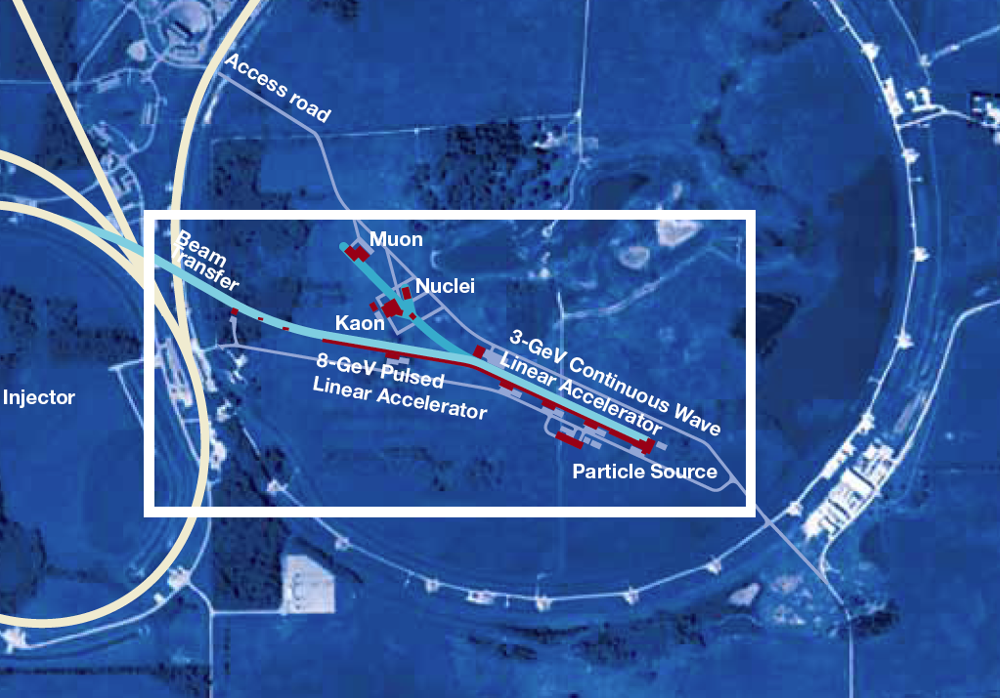 Access road
Muon
Beam
Transfer
Nuclei
Kaon
3-GeV Continuous Wave
Linear Accelerator
8-GeV Pulsed
Linear Accelerator
Injector
Particle Source